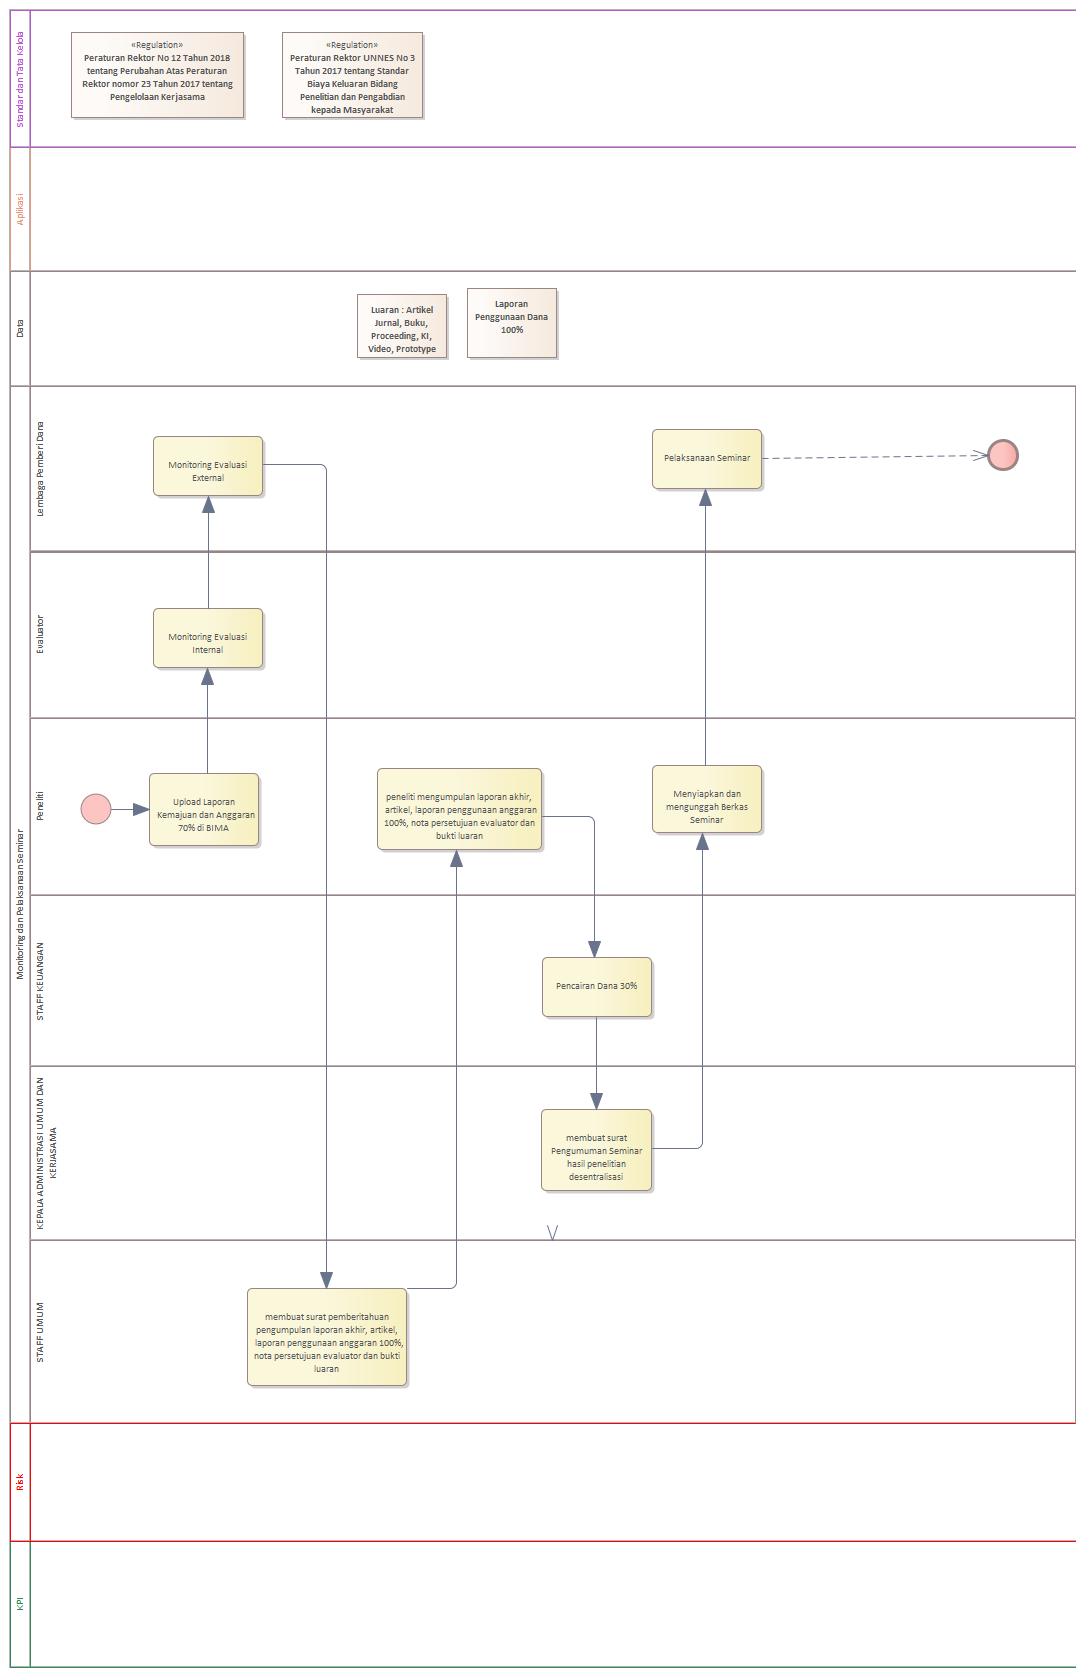 Standar dan Tata Kelola
«Regulation»
Peraturan Rektor No 12 Tahun 2018
tentang Perubahan Atas Peraturan
Rektor nomor 23 Tahun 2017 tentang
Pengelolaan Kerjasama
«Regulation»
Peraturan Rektor UNNES No 3
Tahun 2017 tentang Standar
Biaya Keluaran Bidang
Penelitian dan Pengabdian
kepada Masyarakat
Aplikasi
Data
Luaran : Artikel
Jurnal, Buku,
Proceeding, KI,
Video, Prototype
Laporan
Penggunaan Dana
100%
Monitoring dan Pelaksanaan Seminar
Lembaga Pemberi Dana
Monitoring Evaluasi
External
Pelaksanaan Seminar
Evaluator
Monitoring Evaluasi
Internal
Peneliti
Upload Laporan
Kemajuan dan Anggaran
70% di BIMA
peneliti mengumpulan laporan akhir,
artikel, laporan penggunaan anggaran
100%, nota persetujuan evaluator dan
bukti luaran
Menyiapkan dan
mengunggah Berkas
Seminar
STAFF KEUANGAN
Pencairan Dana 30%
KEPALA ADMINISTRASI UMUM DAN
KERJASAMA
membuat surat
Pengumuman Seminar
hasil penelitian
desentralisasi
STAFF UMUM
membuat surat pemberitahuan
pengumpulan laporan akhir, artikel,
laporan penggunaan anggaran 100%,
nota persetujuan evaluator dan bukti
luaran
Risk
KPI